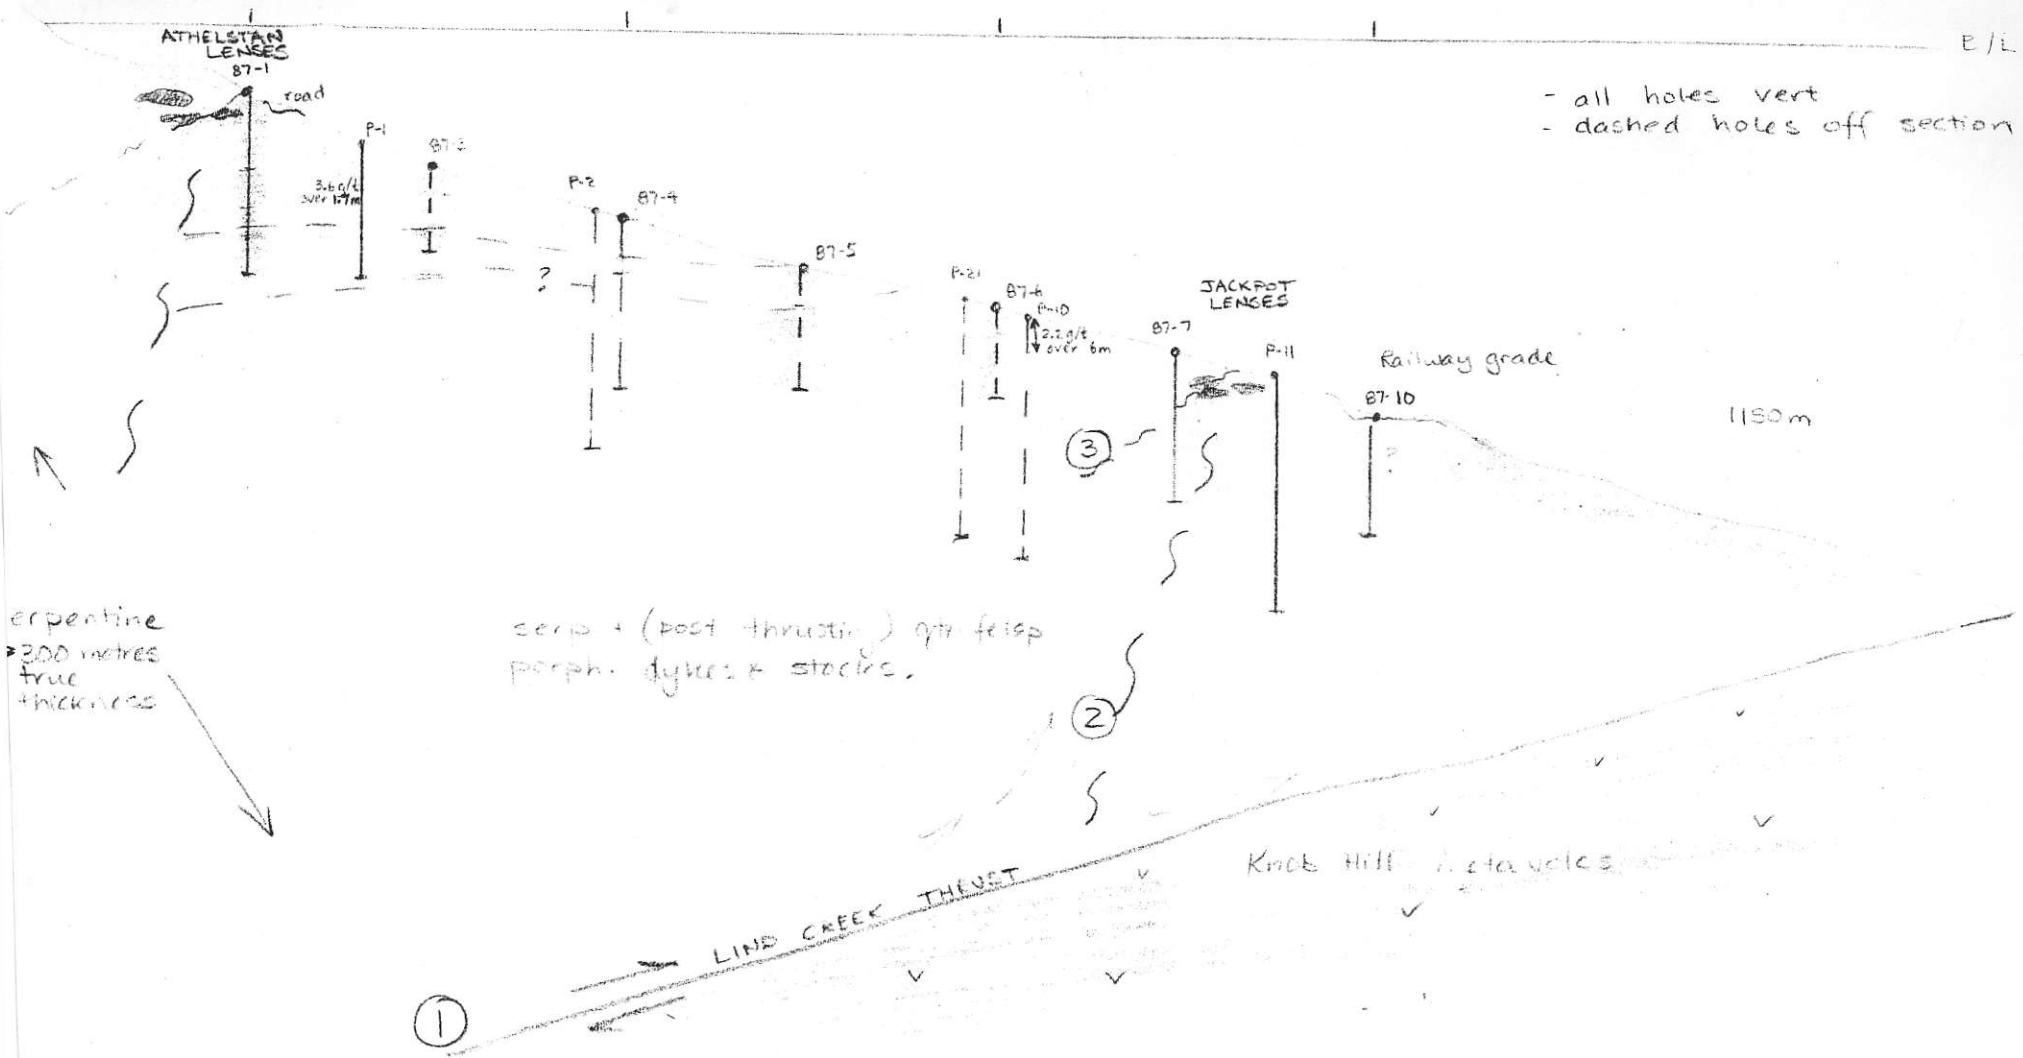 ATHELSTAN
LENSES
87-1
road
- all holes vert
- dashed holes off section
P-1
3.6 g/t
over 1.7m
P-2
87-4
?
87-5
P-21
87-6
P-10
2.2 g/t
over 6m
JACKPOT
LENSES
87-7
P-11
Railway grade
87-10
?
1150m
3
erpentine
>300 metres
true
thickness
serp + (post thrusting) qtz felsp
porph. dykes & stocks.
2
Knob Hill
LIND CREEK THRUST
1